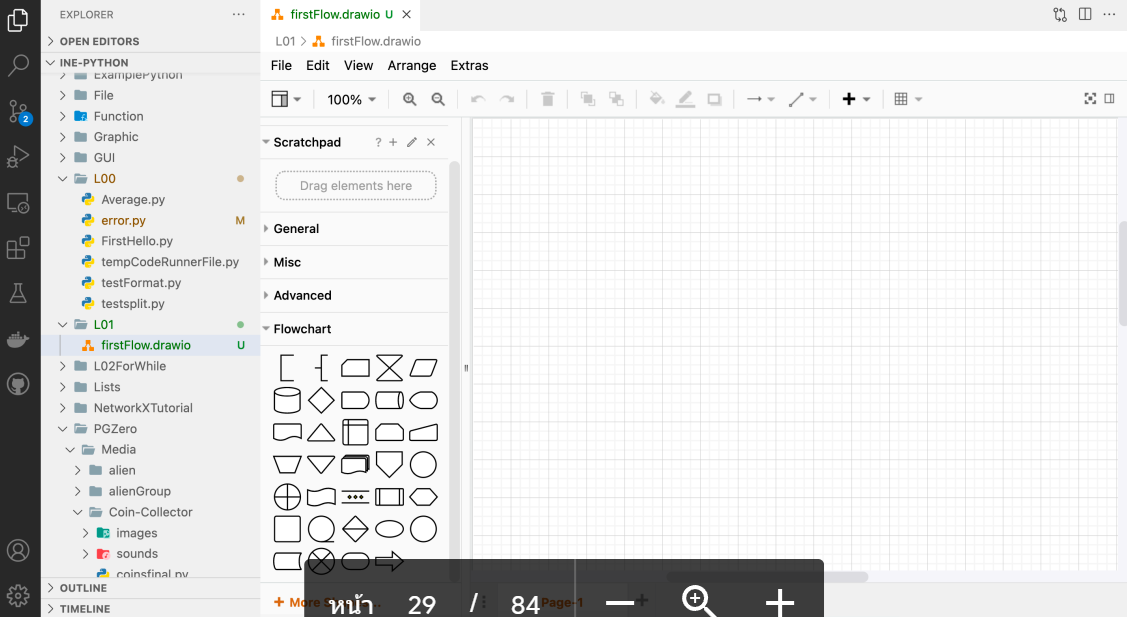 EXPLORER
OPEN EDITORS
INE-PYTHON
ExamplePython
File
Function
Graphic
GUI
L00
Average.py
error.py M
FirstHello.py
tempCodeRunnerFile.py
testFormat.py
testsplit.py
L01
firstFlow.drawio U
L02ForWhile
Lists
NetworkXTutorial
PGZero
Media
alien
alienGroup
Coin-Collector
images
sounds
coinsfinal.py
OUTLINE
TIMELINE
2
firstFlow.drawio U
L01 > firstFlow.drawio
File Edit View Arrange Extras
100%
Scratchpad ?
Drag elements here
General
Misc
Advanced
Flowchart
+ More
Page-1
หน้า 29 / 84